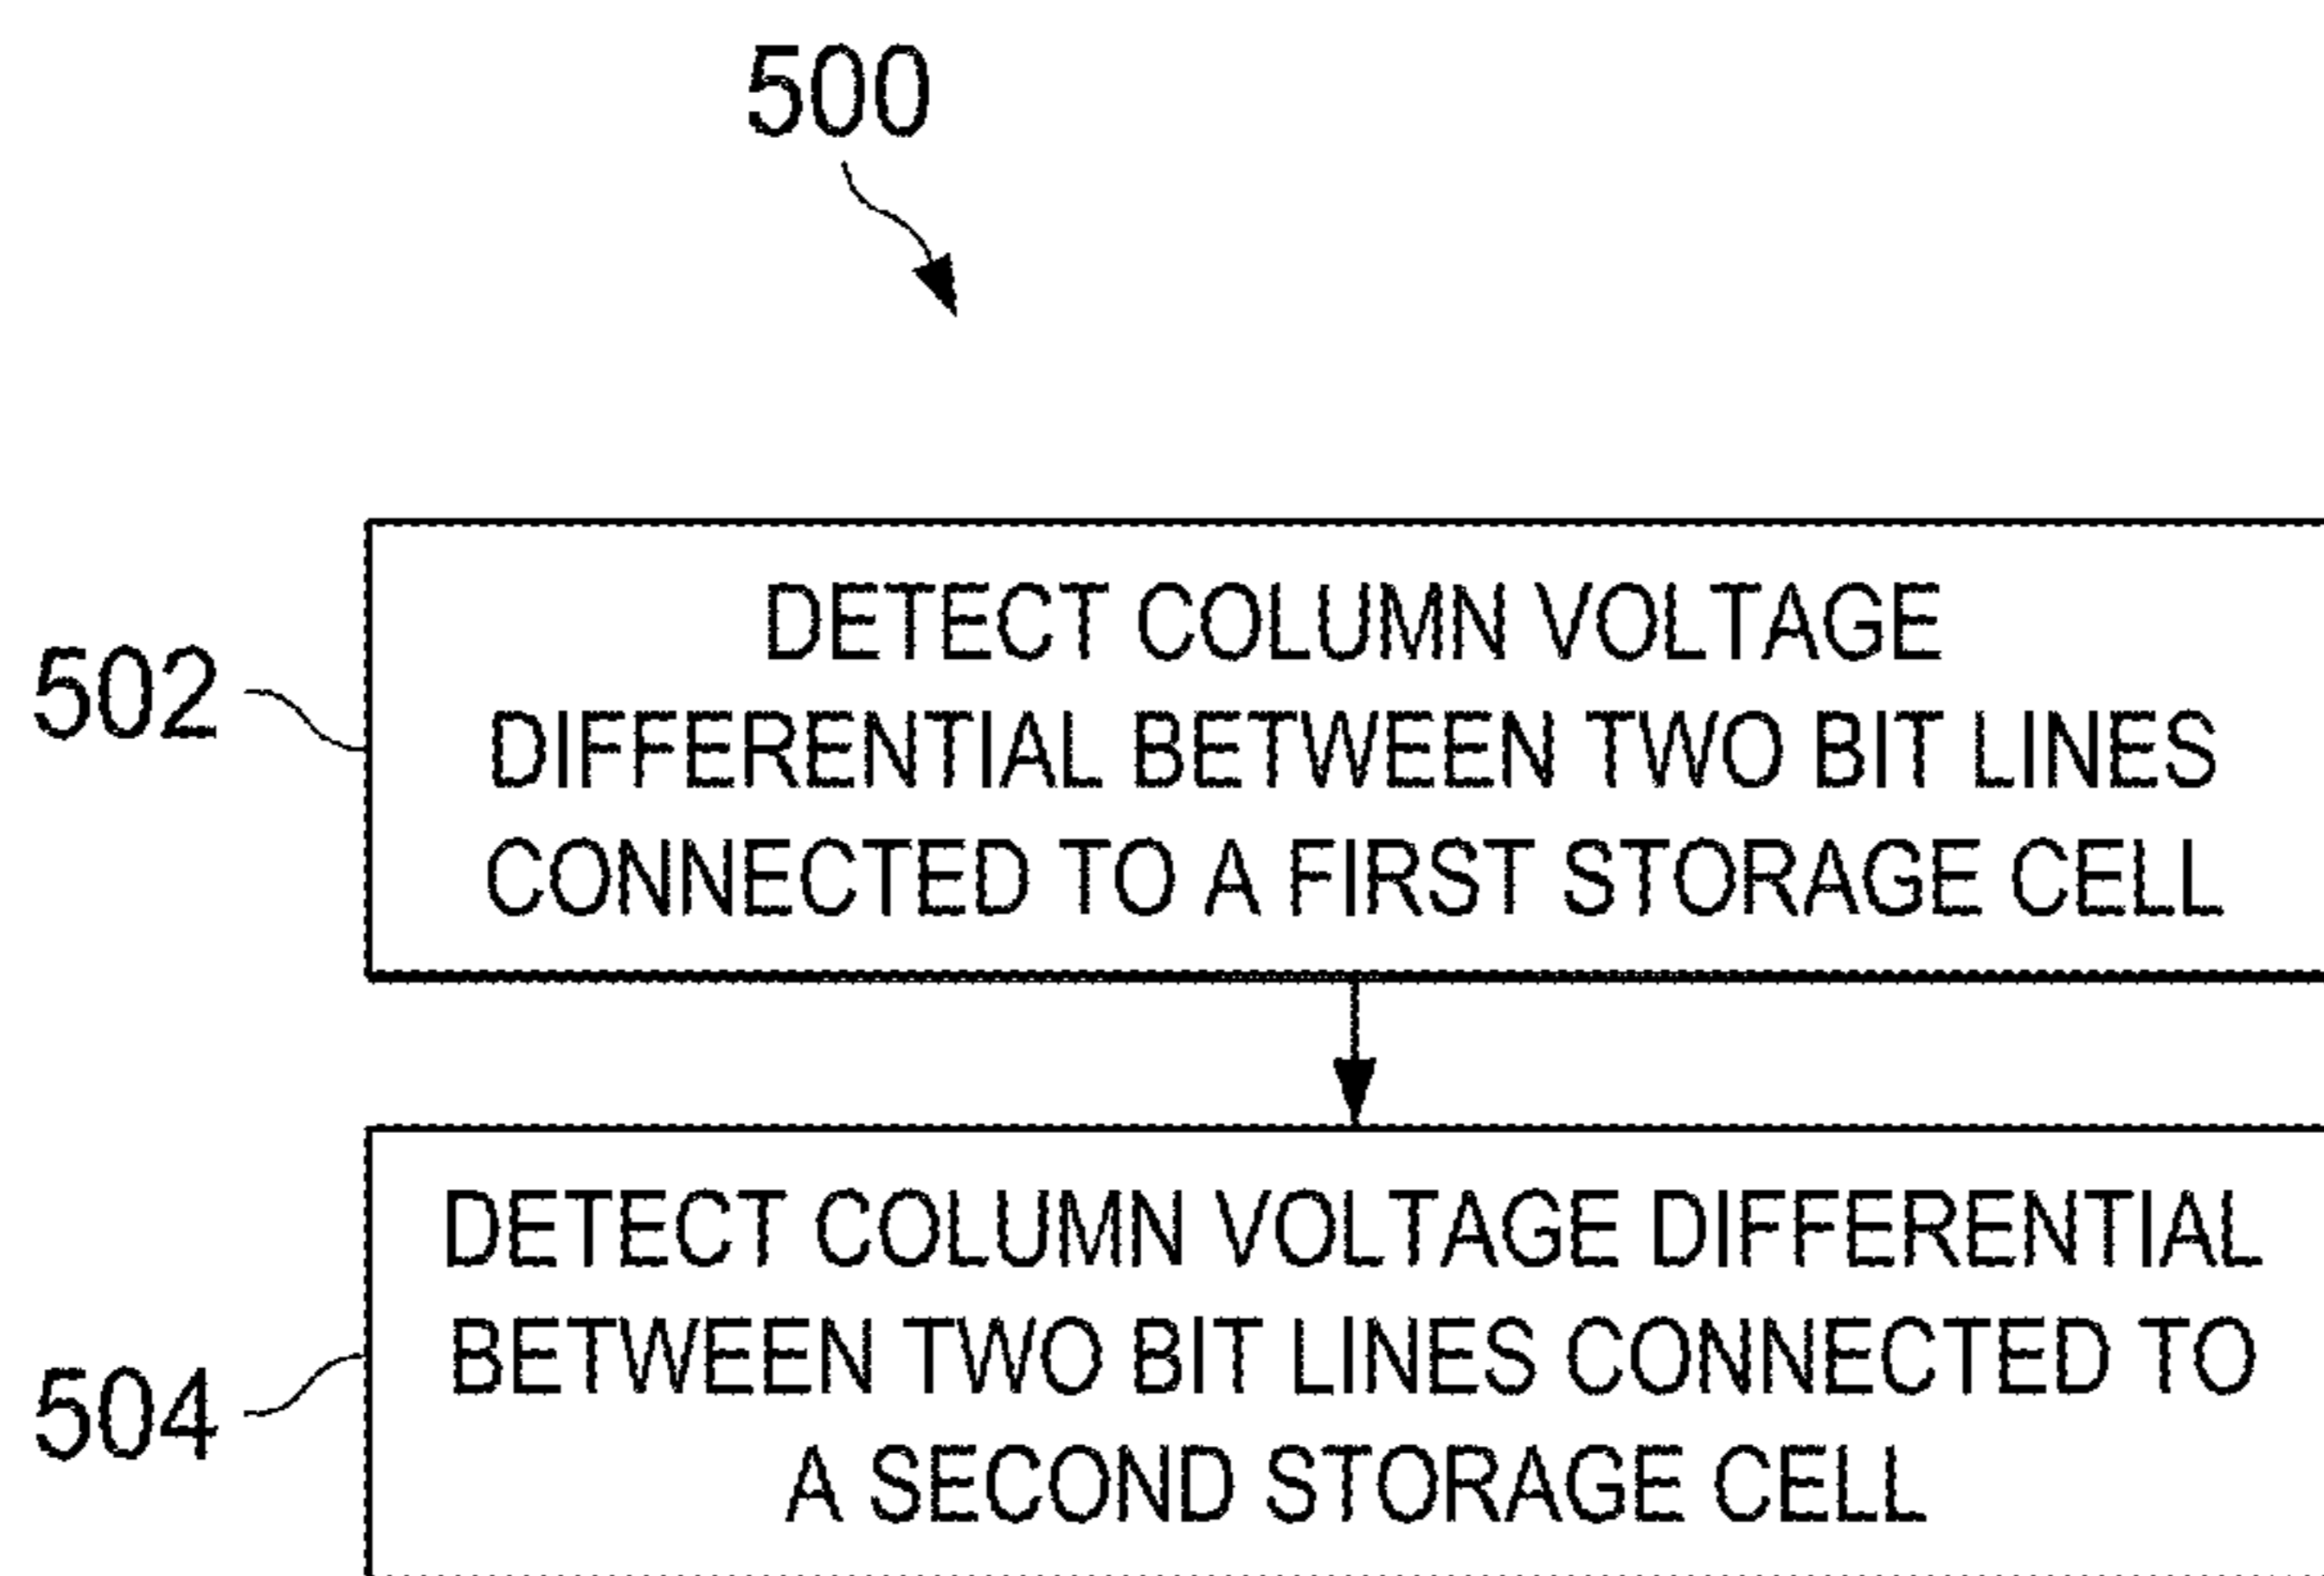 500
502
DETECT COLUMN VOLTAGE
DIFFERENTIAL BETWEEN TWO BIT LINES
CONNECTED TO A FIRST STORAGE CELL
504
DETECT COLUMN VOLTAGE DIFFERENTIAL
BETWEEN TWO BIT LINES CONNECTED TO
A SECOND STORAGE CELL